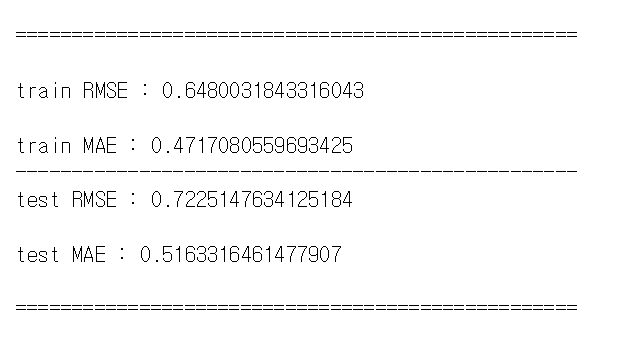 ==================================================
train RMSE : 0.6480031843316043
train MAE : 0.4717080559693425
--------------------------------------------------
test RMSE : 0.7225147634125184
test MAE : 0.5163316461477907
==================================================